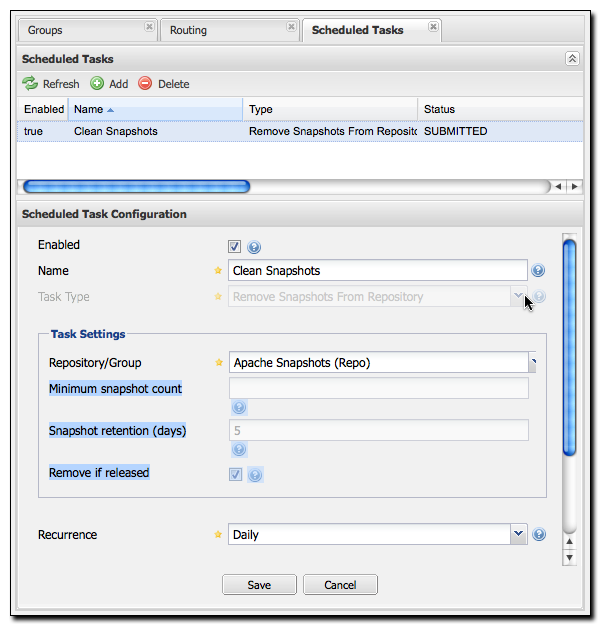 Groups Routing Scheduled Tasks
Scheduled Tasks
Refresh Add Delete
Enabled Name Type Status
true Clean Snapshots Remove Snapshots From Reposito SUBMITTED
Scheduled Task Configuration
Enabled
Name Clean Snapshots
Task Type Remove Snapshots From Repository
Task Settings
Repository/Group Apache Snapshots (Repo)
Minimum snapshot count
Snapshot retention (days) 5
Remove if released
Recurrence Daily
Save Cancel